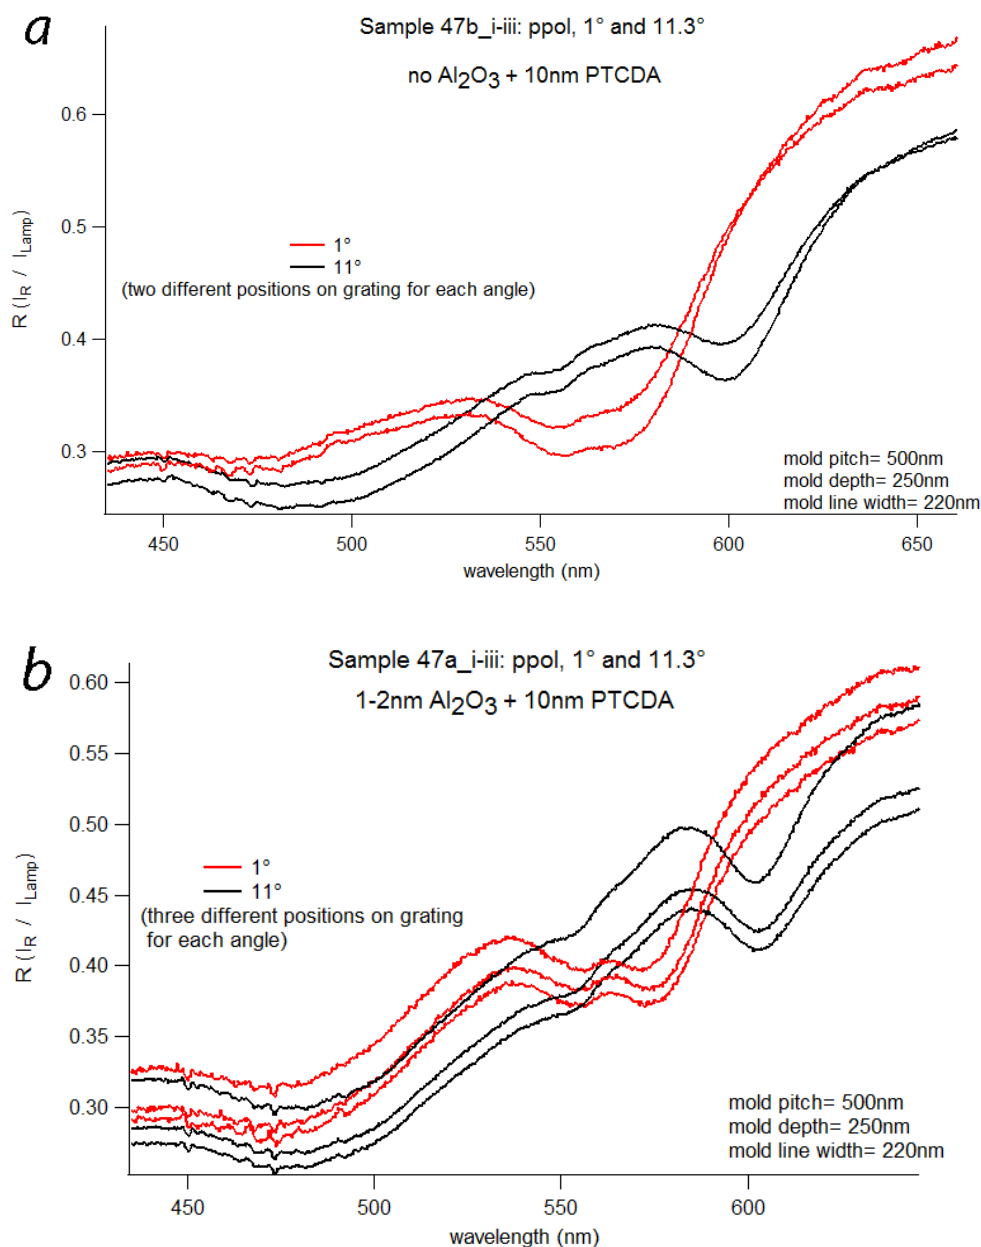 a
Sample 47b_i-iii: ppol, 1° and 11.3°
no Al2O3 + 10nm PTCDA
0.6
0.5
0.4
0.3
R ( IR / ILamp)
1°
11°
(two different positions on grating for each angle)
mold pitch= 500nm
mold depth= 250nm
mold line width= 220nm
450 500 550 600 650
wavelength (nm)
b
Sample 47a_i-iii: ppol, 1° and 11.3°
1-2nm Al2O3 + 10nm PTCDA
0.60
0.55
0.50
0.45
0.40
0.35
0.30
R ( IR / ILamp)
1°
11°
(three different positions on grating
for each angle)
mold pitch= 500nm
mold depth= 250nm
mold line width= 220nm
450 500 550 600
wavelength (nm)